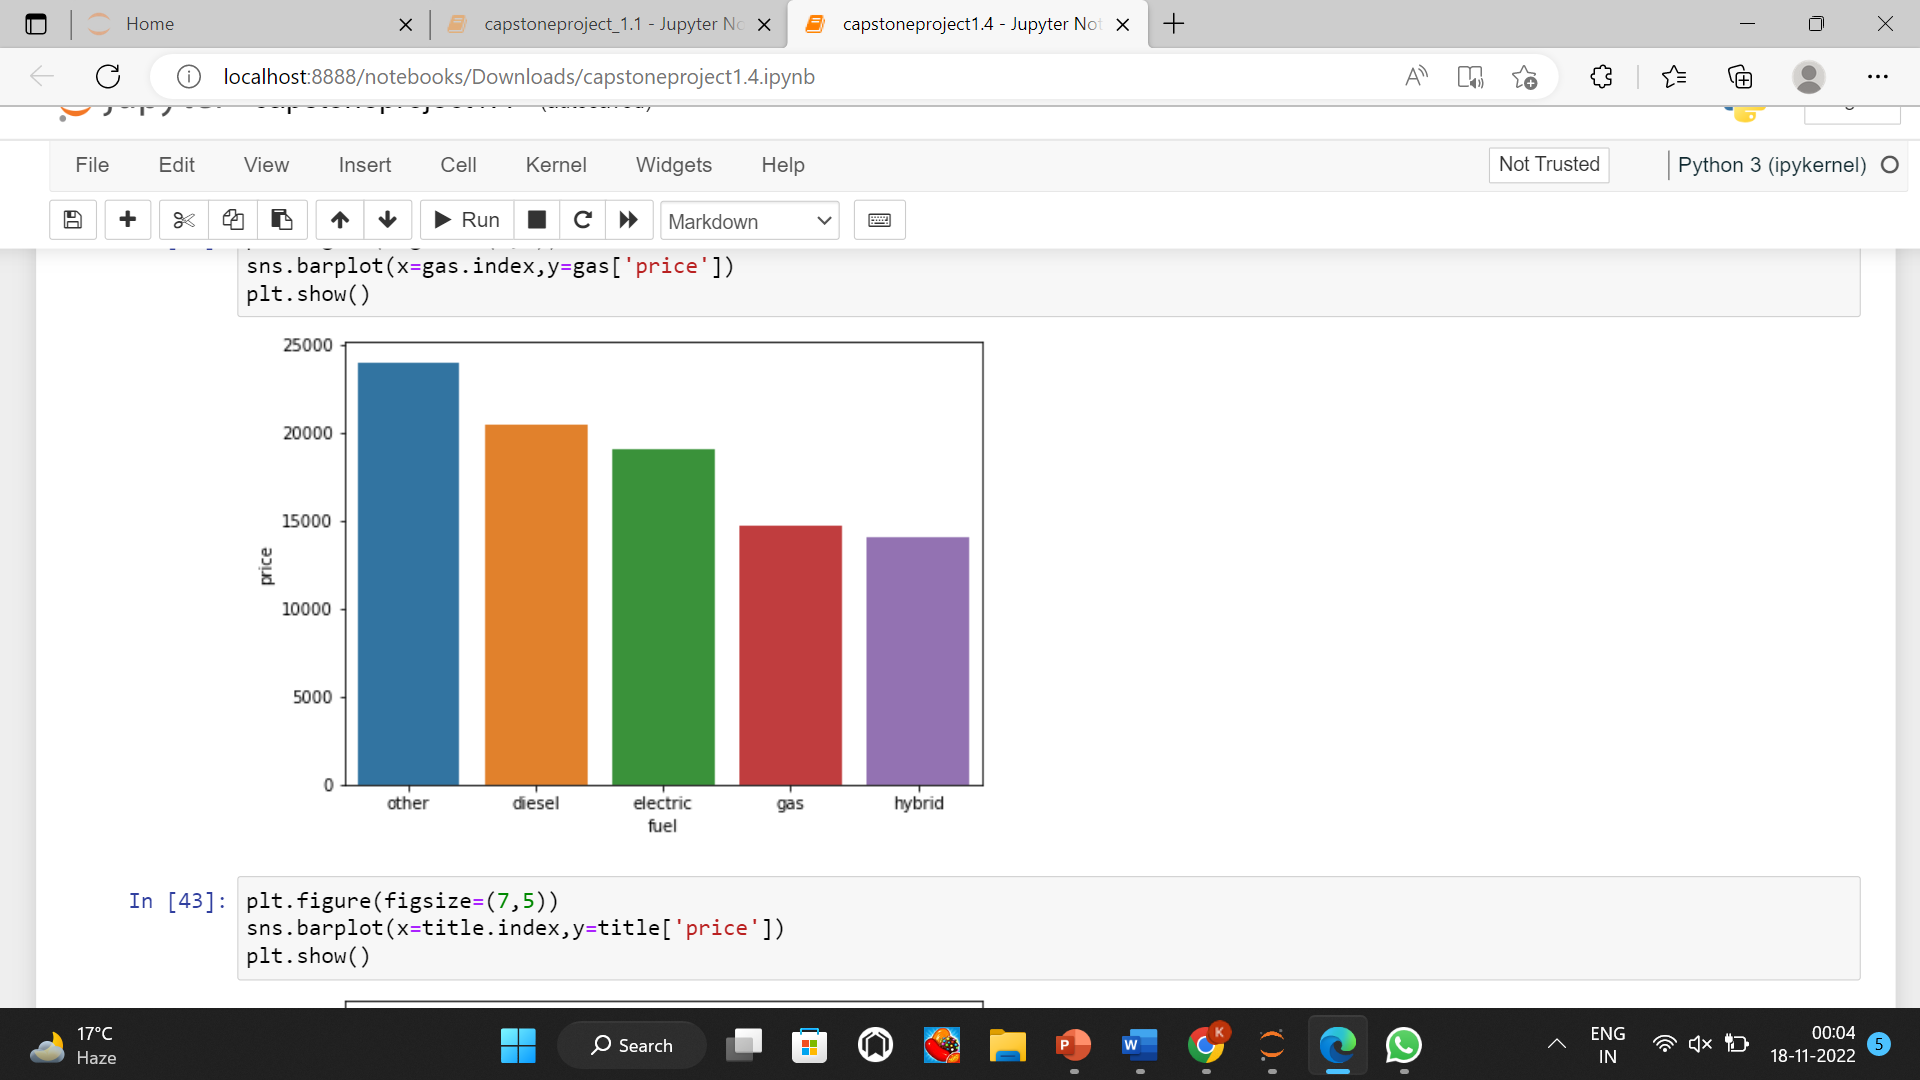 Home
capstoneproject_1.1 - Jupyter No
capstoneproject1.4 - Jupyter Not
localhost:8888/notebooks/Downloads/capstoneproject1.4.ipynb
File Edit View Insert Cell Kernel Widgets Help
Not Trusted
Python 3 (ipykernel)
Run
Markdown
sns.barplot(x=gas.index,y=gas['price'])
plt.show()
25000
20000
15000
10000
5000
0
price
other diesel electric gas hybrid
fuel
In [43]:
plt.figure(figsize=(7,5))
sns.barplot(x=title.index,y=title['price'])
plt.show()
17°C
Haze
Search
P
W
K
ENG
IN
00:04
18-11-2022
5